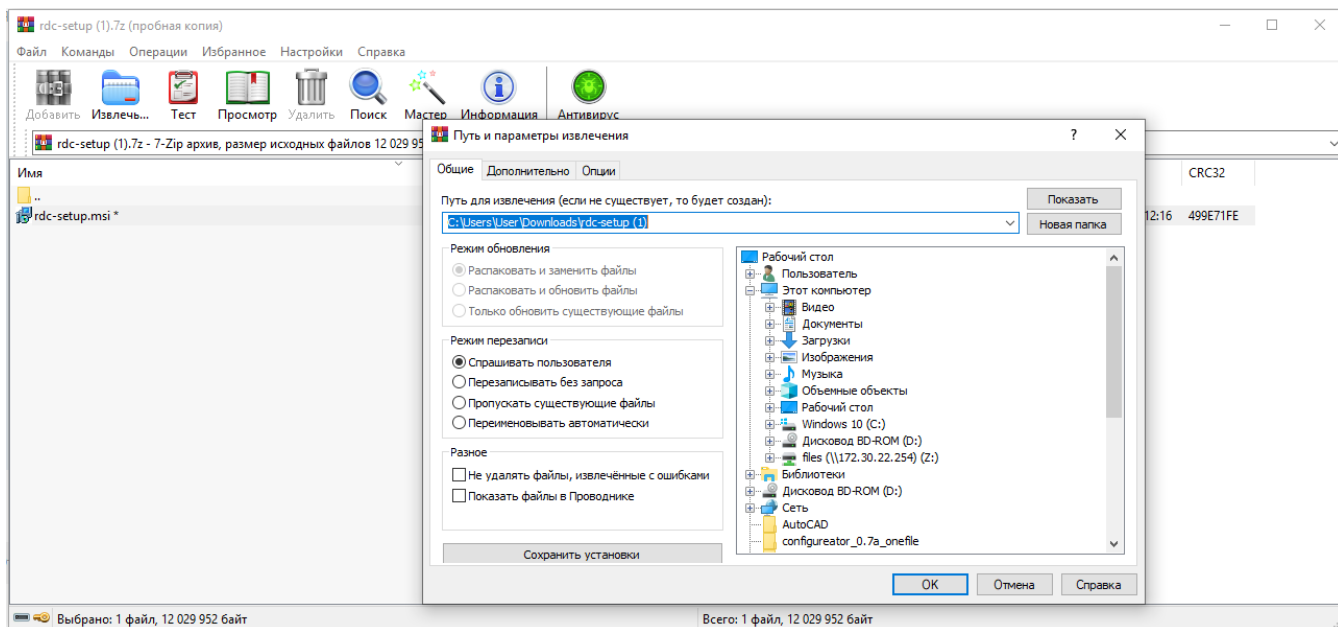 rdc-setup (1).7z (пробная копия)
Файл Команды Операции Избранное Настройки Справка
Добавить Извлечь... Тест Просмотр Удалить Поиск Мастер Информация Антивирус
rdc-setup (1).7z - 7-Zip архив, размер исходных файлов 12 029 95
Имя CRC32
..
rdc-setup.msi * 12:16 499E71FE
Путь и параметры извлечения
Общие Дополнительно Опции
Путь для извлечения (если не существует, то будет создан):
Показать
C:\Users\User\Downloads\rdc-setup (1)
Новая папка
Режим обновления
Распаковать и заменить файлы
Распаковать и обновить файлы
Только обновить существующие файлы
Режим перезаписи
Спрашивать пользователя
Перезаписывать без запроса
Пропускать существующие файлы
Переименовывать автоматически
Разное
Не удалять файлы, извлечённые с ошибками
Показать файлы в Проводнике
Сохранить установки
Рабочий стол
Пользователь
Этот компьютер
Видео
Документы
Загрузки
Изображения
Музыка
Объемные объекты
Рабочий стол
Windows 10 (C:)
Дисковод BD-ROM (D:)
files (\\172.30.22.254) (Z:)
Библиотеки
Дисковод BD-ROM (D:)
Сеть
AutoCAD
configureator_0.7a_onefile
OK Отмена Справка
Выбрано: 1 файл, 12 029 952 байт Всего: 1 файл, 12 029 952 байт